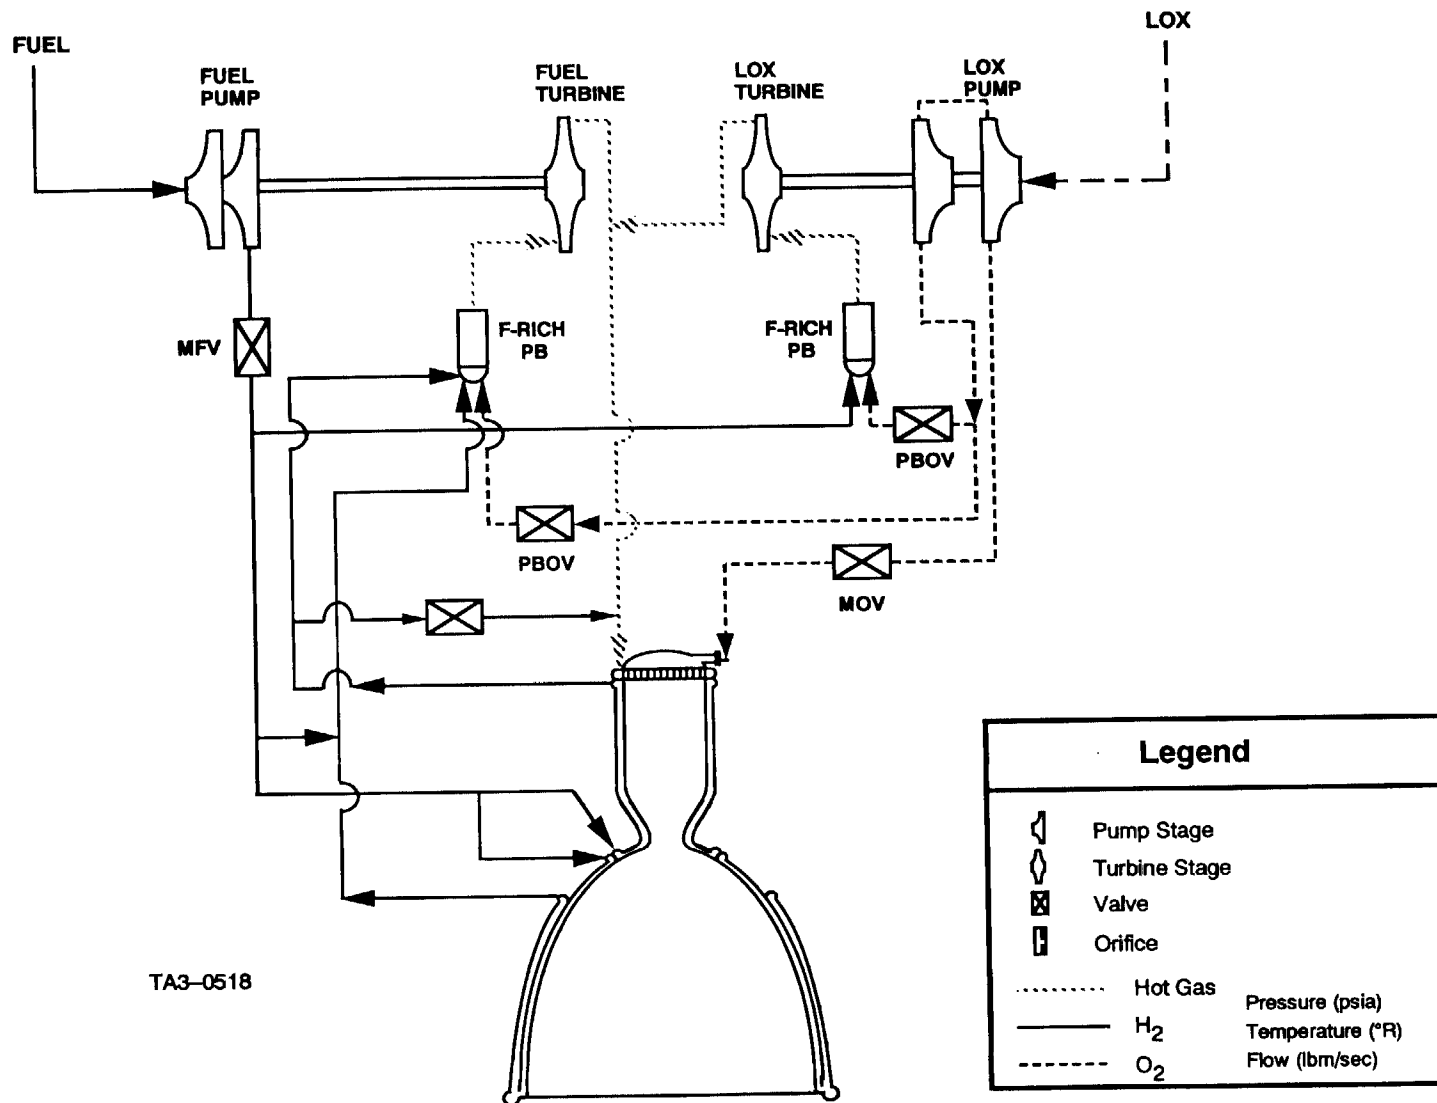 LOX
FUEL
FUEL
PUMP
FUEL
TURBINE
LOX
TURBINE
LOX
PUMP
MFV
F-RICH
PB
F-RICH
PB
PBOV
PBOV
MOV
Legend
Pump Stage
Turbine Stage
Valve
Orifice
Hot Gas
H2
O2
Pressure (psia)
Temperature (°R)
Flow (lbm/sec)
TA3–0518